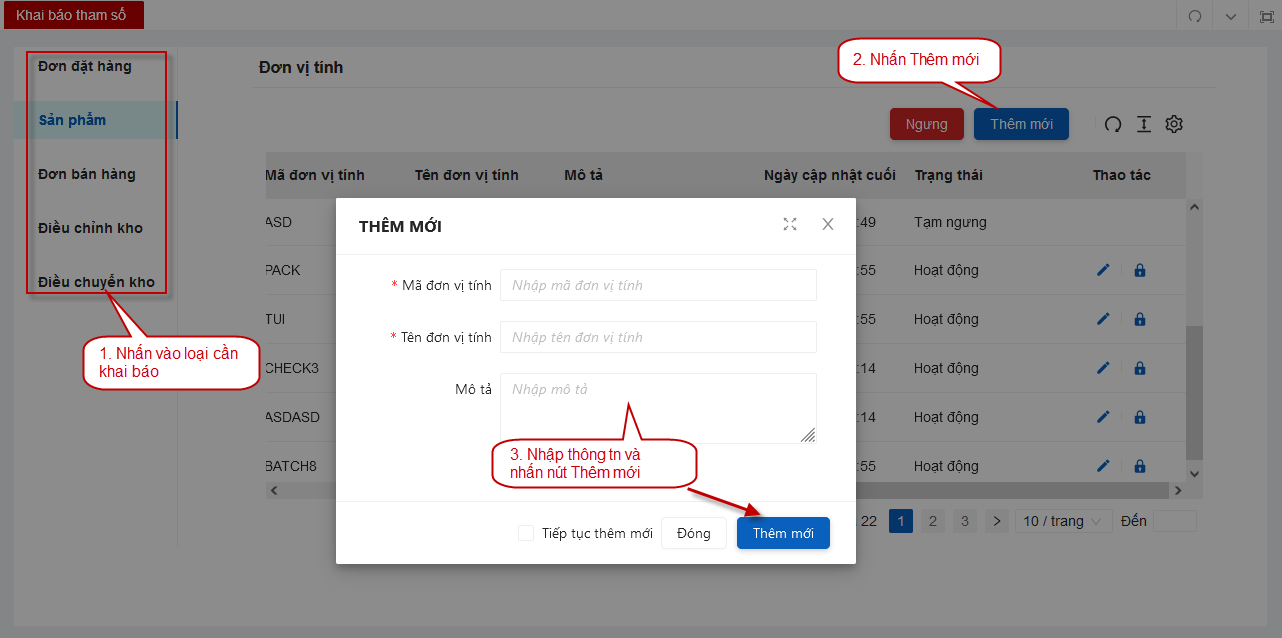 Khai báo tham số
Đơn đặt hàng
Sản phẩm
Đơn bán hàng
Điều chỉnh kho
Điều chuyển kho
1. Nhấn vào loại cần
khai báo
Đơn vị tính
2. Nhấn Thêm mới
Ngưng
Thêm mới
Mã đơn vị tính Tên đơn vị tính Mô tả Ngày cập nhật cuối Trạng thái Thao tác
ASD :49 Tạm ngưng
PACK :55 Hoạt động
TUI :55 Hoạt động
CHECK3 :14 Hoạt động
ASDASD :14 Hoạt động
BATCH8 :55 Hoạt động
22 1 2 3 > 10 / trang Đến
THÊM MỚI
* Mã đơn vị tính Nhập mã đơn vị tính
* Tên đơn vị tính Nhập tên đơn vị tính
Mô tả Nhập mô tả
3. Nhập thông tn và
nhấn nút Thêm mới
Tiếp tục thêm mới Đóng Thêm mới